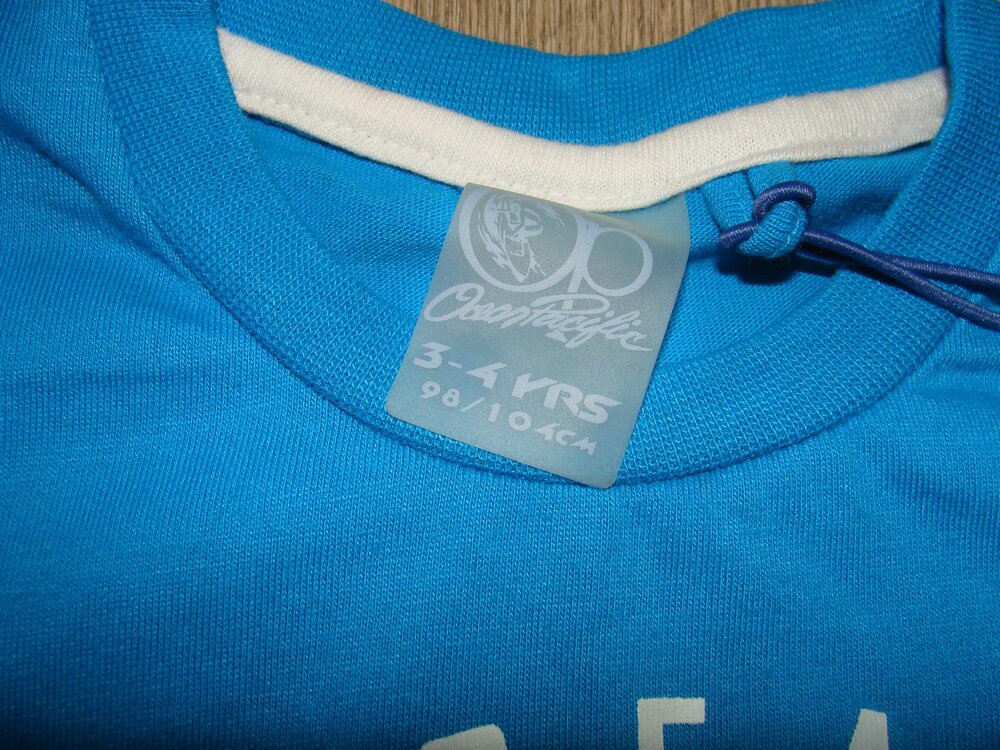 Op
Ocean Pacific
3-4 YRS
98/104CM